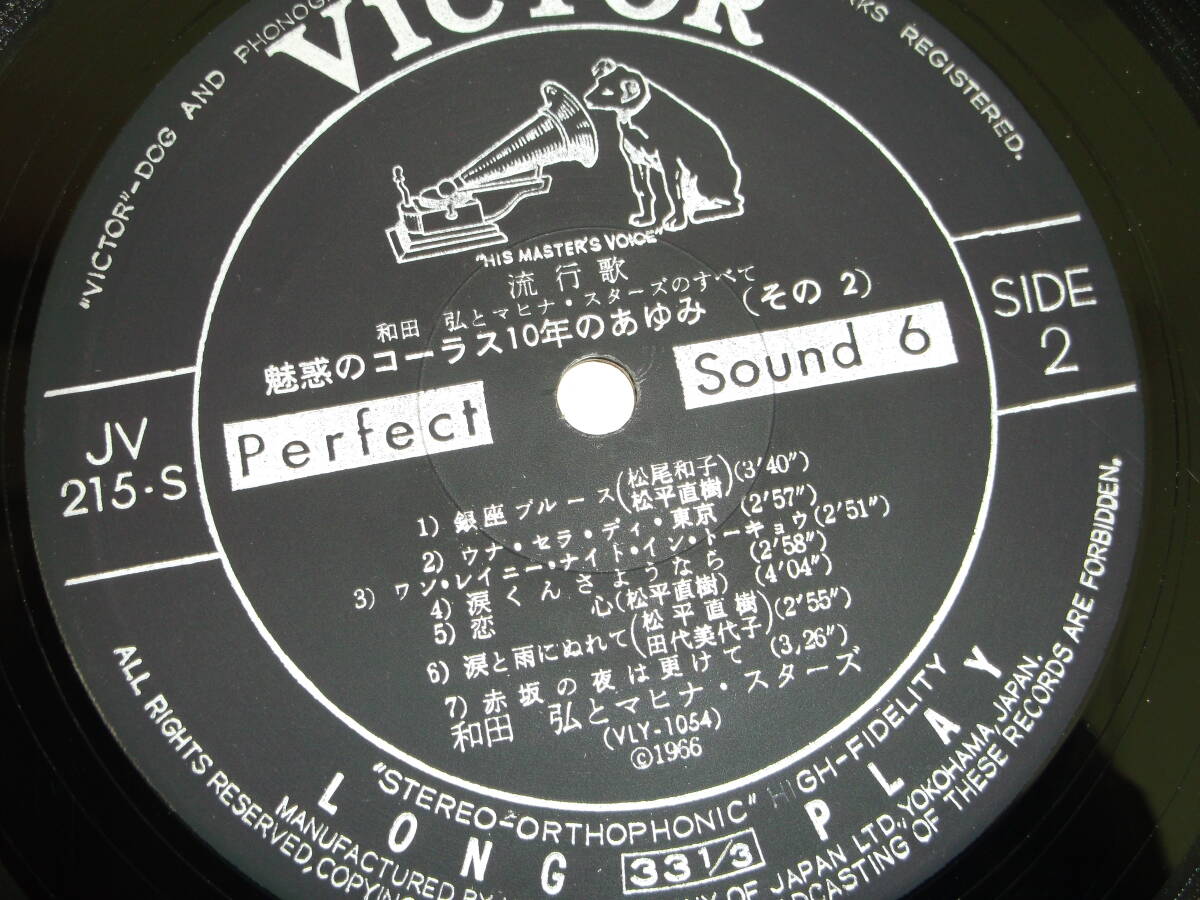 VICTOR
"VICTOR"-DOG AND PHONOG
RKS REGISTERED.
"HIS MASTER'S VOICE"
流行歌
和田 弘とマヒナ・スターズのすべて
魅惑のコーラス10年のあゆみ (その 2)
Perfect Sound 6
SIDE
2
JV
215・S
1) 銀座ブルース(松尾和子 松平直樹)(3'40")
2) ウナ・セラ・ディ・東京 (2'57")
3) ワン・レイニー・ナイト・イン・トーキョウ(2'51")
4) 涙くんさようなら (2'58")
5) 恋 心(松平直樹) (4'04")
6) 涙と雨にぬれて(松平直樹 田代美代子)(2'55")
7) 赤坂の夜は更けて (3,26")
和田 弘とマヒナ・スターズ
(VLY-1054)
©1966
"STEREO-ORTHOPHONIC" HIGH-FIDELITY
LONG 33 1/3 PLAY
ALL RIGHTS RESERVED, COPYING
DCASTING OF THESE RECORDS ARE FORBIDDEN.
MANUFACTURED BY
NY OF JAPAN LTD., YOKOHAMA, JAPAN.